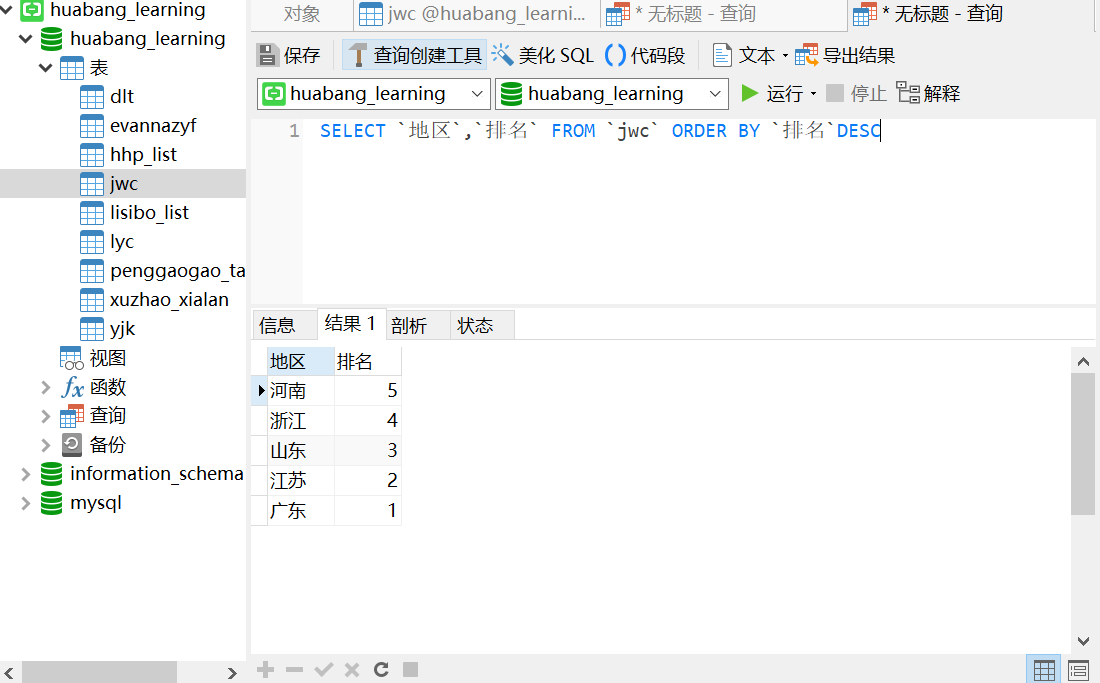 huabang_learning
huabang_learning
表
dlt
evannazyf
hhp_list
jwc
lisibo_list
lyc
penggaogao_ta
xuzhao_xialan
yjk
视图
fx 函数
查询
备份
information_schema
mysql
对象 jwc @huabang_learni... * 无标题 - 查询 * 无标题 - 查询
保存 查询创建工具 美化 SQL () 代码段 文本 导出结果
huabang_learning huabang_learning 运行 停止 解释
1 SELECT `地区`,`排名` FROM `jwc` ORDER BY `排名`DESC
信息 结果 1 剖析 状态
地区 排名
河南 5
浙江 4
山东 3
江苏 2
广东 1